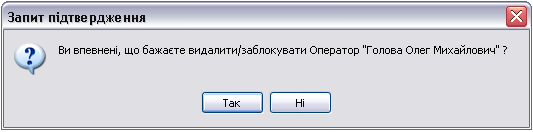 Запит підтвердження
Ви впевнені, що бажаєте видалити/заблокувати Оператор "Голова Олег Михайлович" ?
Так
Ні